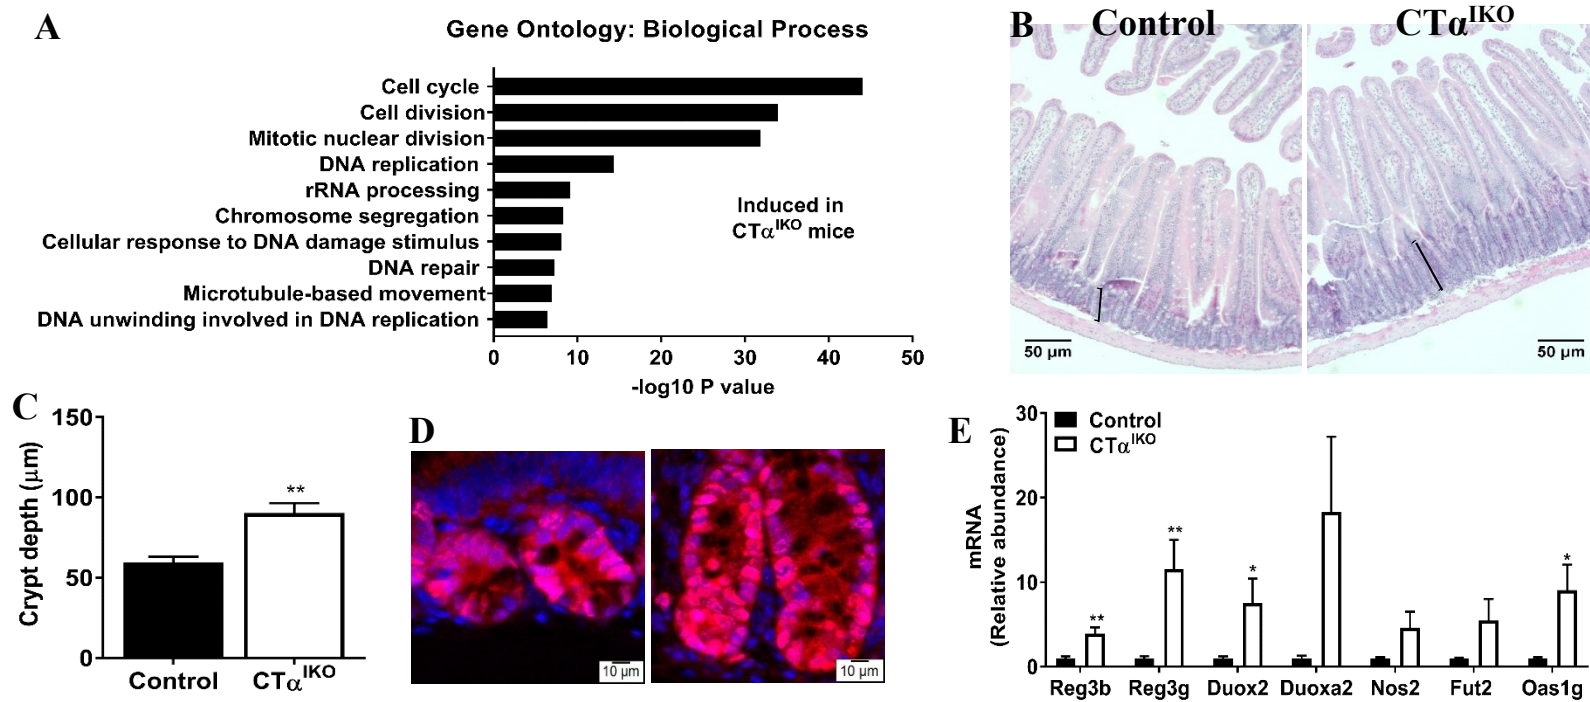 A
Gene Ontology: Biological Process
Cell cycle
Cell division
Mitotic nuclear division
DNA replication
rRNA processing
Chromosome segregation
Cellular response to DNA damage stimulus
DNA repair
Microtubule-based movement
DNA unwinding involved in DNA replication
Induced in
CTα^IKO mice
0 10 20 30 40 50
-log10 P value
B Control CTα^IKO
50 µm 50 µm
C
Crypt depth (µm)
150
100
50
0
**
Control CTα^IKO
D
10 µm 10 µm
E
mRNA
(Relative abundance)
30
20
10
0
Control
CTα^IKO
** ** * *
Reg3b Reg3g Duox2 Duoxa2 Nos2 Fut2 Oas1g